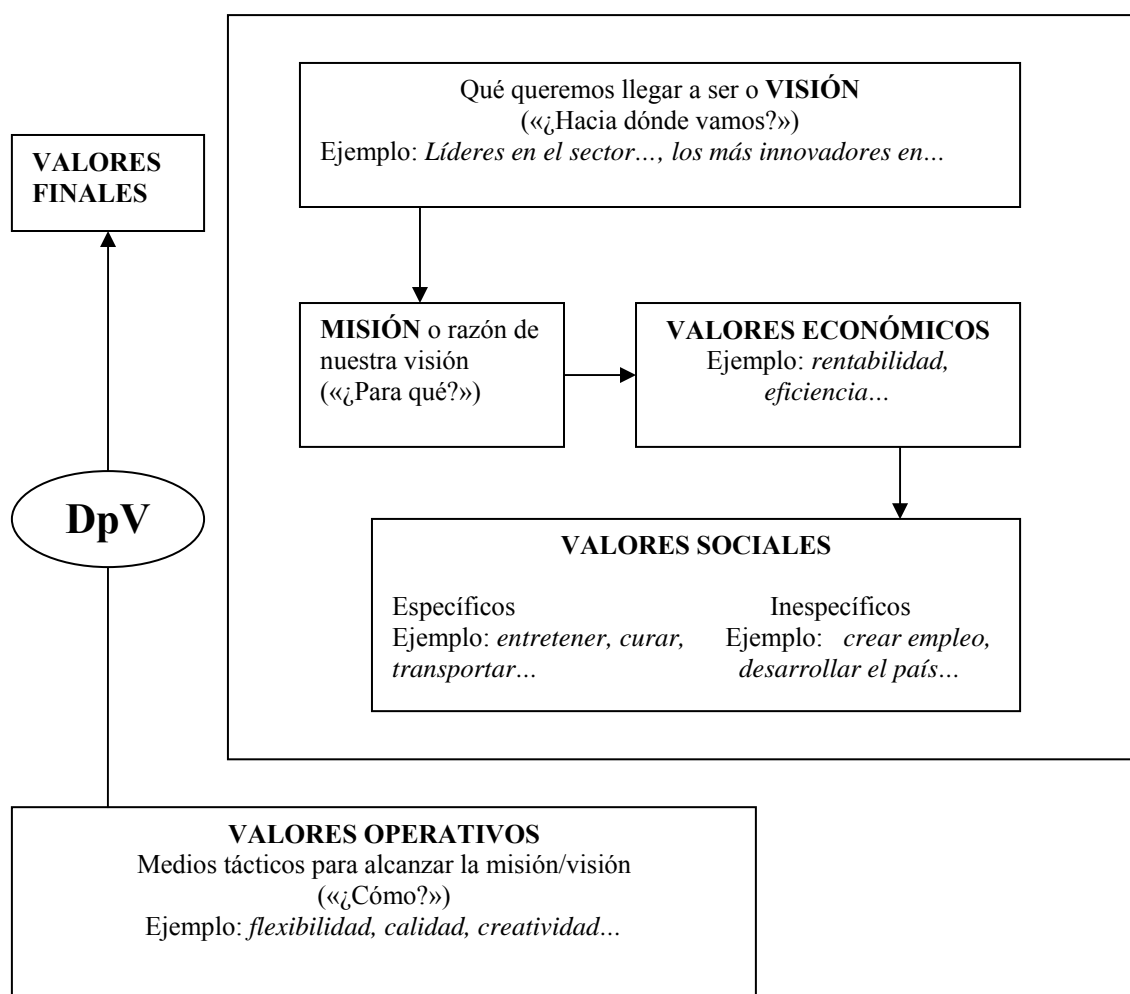 Qué queremos llegar a ser o VISIÓN
(«¿Hacia dónde vamos?»)
Ejemplo: Líderes en el sector…, los más innovadores en…
VALORES
FINALES
MISIÓN o razón de
nuestra visión
(«¿Para qué?»)
VALORES ECONÓMICOS
Ejemplo: rentabilidad,
eficiencia…
DpV
VALORES SOCIALES
Específicos
Ejemplo: entretener, curar,
transportar…
Inespecíficos
Ejemplo: crear empleo,
desarrollar el país…
VALORES OPERATIVOS
Medios tácticos para alcanzar la misión/visión
(«¿Cómo?»)
Ejemplo: flexibilidad, calidad, creatividad…